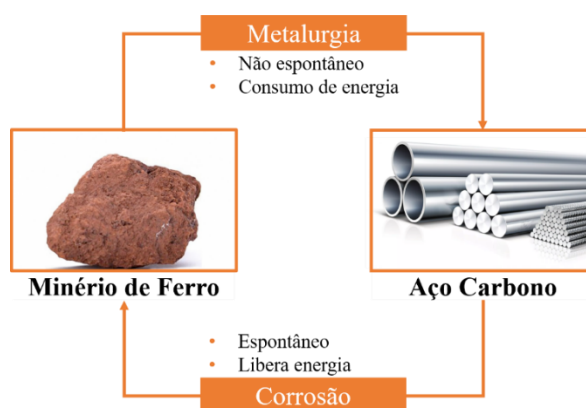 Metalurgia
• Não espontâneo
• Consumo de energia
Minério de Ferro
Aço Carbono
• Espontâneo
• Libera energia
Corrosão